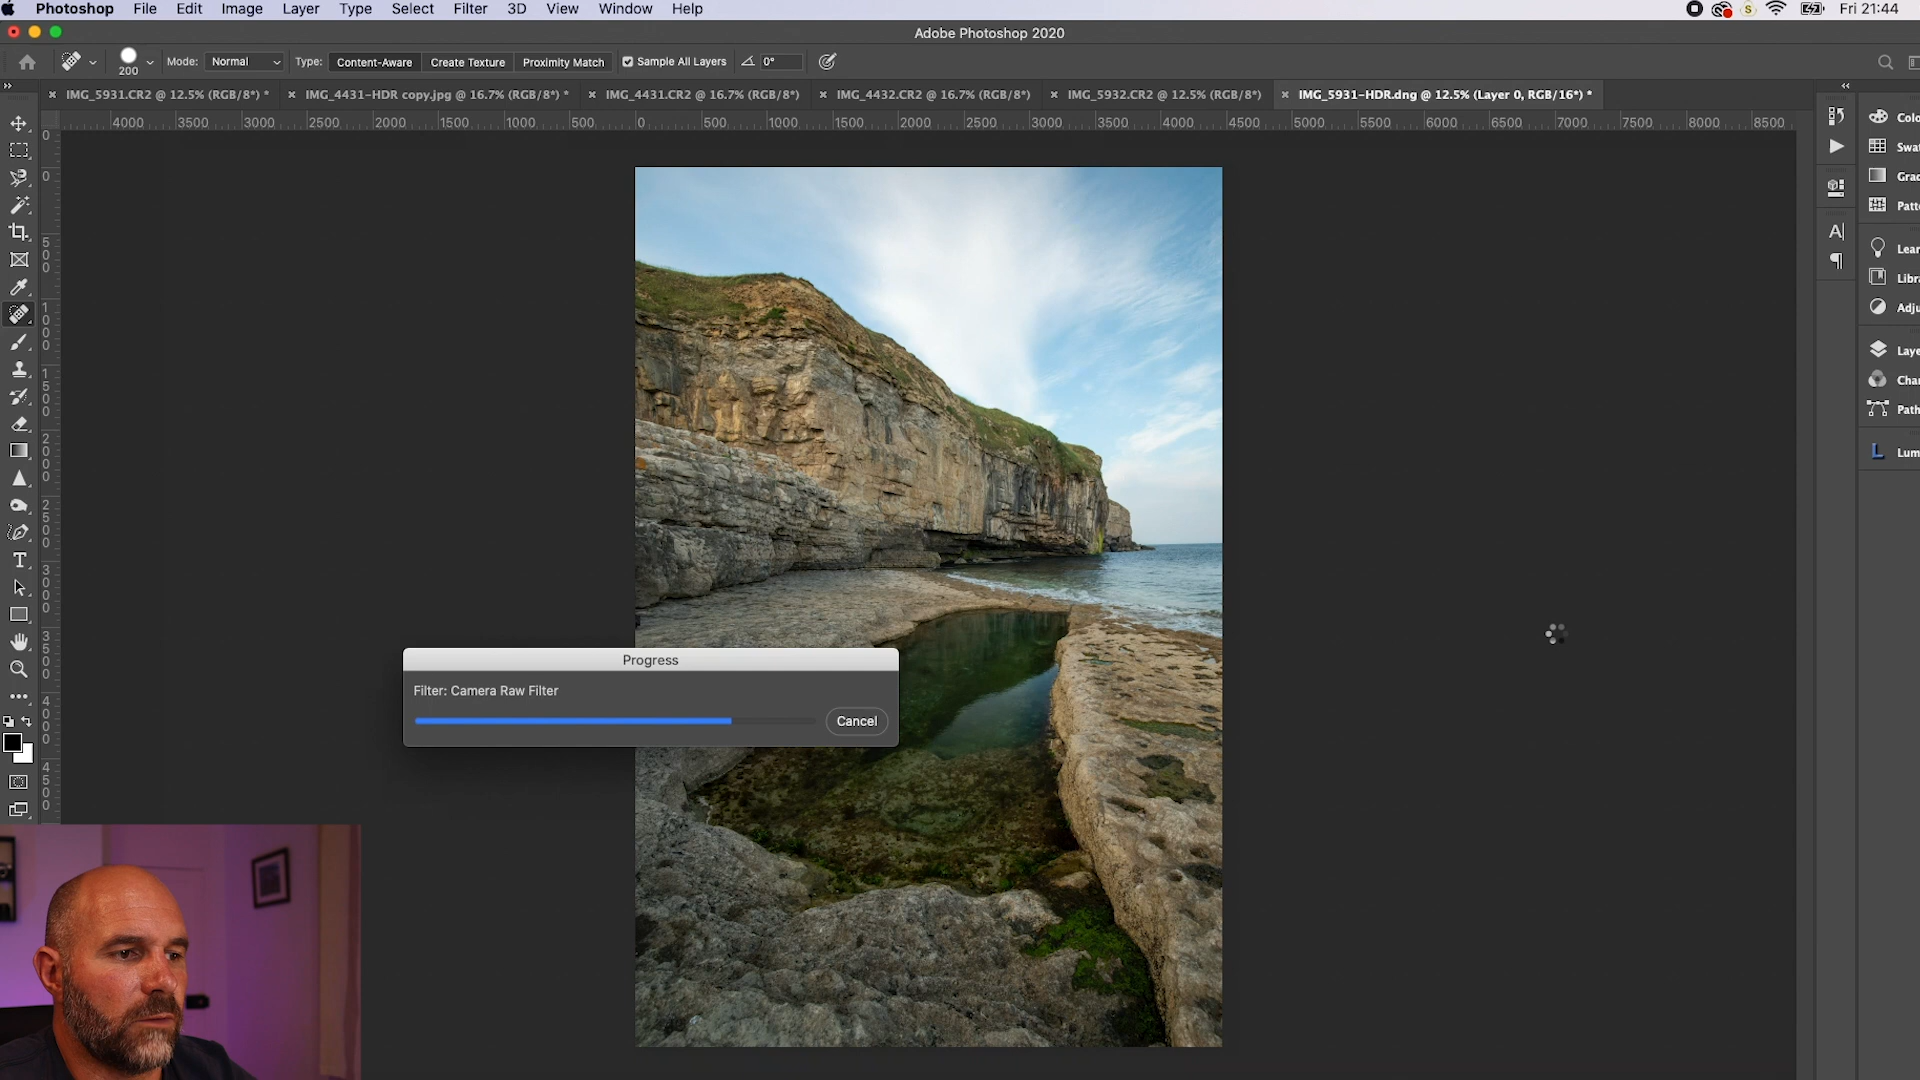 Photoshop File Edit Image Layer Type Select Filter 3D View Window Help S Fri 21:44
Adobe Photoshop 2020
200 Mode: Normal Type: Content-Aware Create Texture Proximity Match Sample All Layers 0°
IMG_5931.CR2 @ 12.5% (RGB/8*) * IMG_4431-HDR copy.jpg @ 16.7% (RGB/8*) * IMG_4431.CR2 @ 16.7% (RGB/8*) IMG_4432.CR2 @ 16.7% (RGB/8*) IMG_5932.CR2 @ 12.5% (RGB/8*) IMG_5931-HDR.dng @ 12.5% (Layer 0, RGB/16*) *
4000 3500 3000 2500 2000 1500 1000 500 0 500 1000 1500 2000 2500 3000 3500 4000 4500 5000 5500 6000 6500 7000 7500 8000 8500
0
0
500
1000
1500
2000
2500
3000
3500
4000
4500
Colo
Swat
Grad
Patt
Lear
Libra
Adju
Laye
Chan
Path
L Lum
Progress
Filter: Camera Raw Filter
Cancel